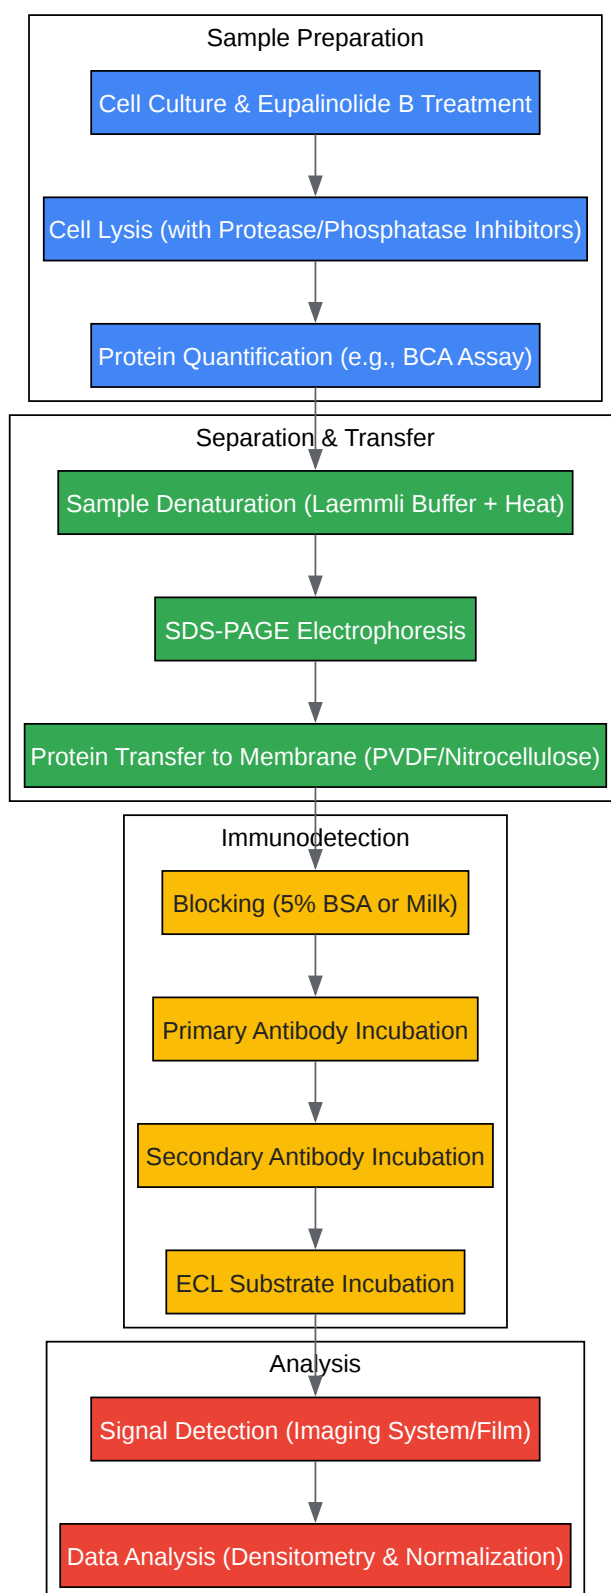 Sample Preparation
Cell Culture & Eupalinolide B Treatment
Cell Lysis (with Protease/Phosphatase Inhibitors)
Protein Quantification (e.g., BCA Assay)
Separation & Transfer
Sample Denaturation (Laemmli Buffer + Heat)
SDS-PAGE Electrophoresis
Protein Transfer to Membrane (PVDF/Nitrocellulose)
Immunodetection
Blocking (5% BSA or Milk)
Primary Antibody Incubation
Secondary Antibody Incubation
ECL Substrate Incubation
Analysis
Signal Detection (Imaging System/Film)
Data Analysis (Densitometry & Normalization)